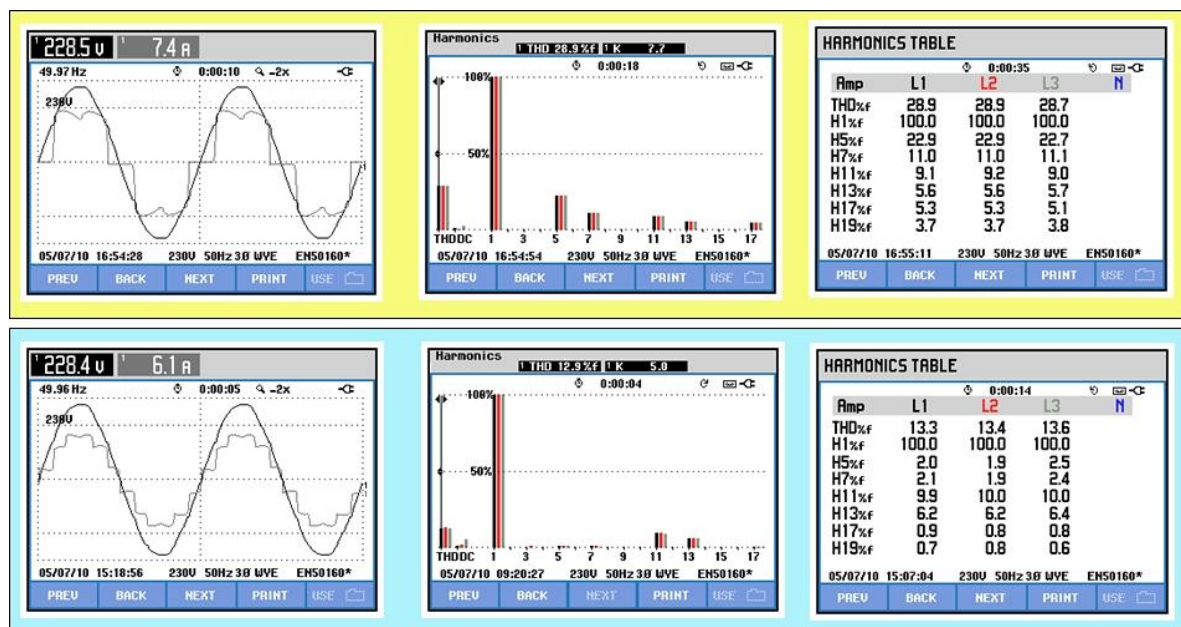 1 228.5 V 1 7.4 A
49.97 Hz 0:00:10 -2x
230V
1
05/07/10 16:54:28 230V 50Hz 3Ø WYE EN50160*
PREV BACK NEXT PRINT USE
Harmonics
1 THD 28.9%f 1 K 7.7
0:00:18
100%
50%
THDDC 1 3 5 7 9 11 13 15 17
05/07/10 16:54:54 230V 50Hz 3Ø WYE EN50160*
PREV BACK NEXT PRINT USE
HARMONICS TABLE
0:00:35
Amp L1 L2 L3 N
THD%f 28.9 28.9 28.7
H1%f 100.0 100.0 100.0
H5%f 22.9 22.9 22.7
H7%f 11.0 11.0 11.1
H11%f 9.1 9.2 9.0
H13%f 5.6 5.6 5.7
H17%f 5.3 5.3 5.1
H19%f 3.7 3.7 3.8
05/07/10 16:55:11 230V 50Hz 3Ø WYE EN50160*
PREV BACK NEXT PRINT USE
1 228.4 V 1 6.1 A
49.96 Hz 0:00:05 -2x
230V
1
05/07/10 15:18:56 230V 50Hz 3Ø WYE EN50160*
PREV BACK NEXT PRINT USE
Harmonics
1 THD 12.9%f 1 K 5.0
0:00:04
100%
50%
THDDC 1 3 5 7 9 11 13 15 17
05/07/10 09:20:27 230V 50Hz 3Ø WYE EN50160*
PREV BACK NEXT PRINT USE
HARMONICS TABLE
0:00:14
Amp L1 L2 L3 N
THD%f 13.3 13.4 13.6
H1%f 100.0 100.0 100.0
H5%f 2.0 1.9 2.5
H7%f 2.1 1.9 2.4
H11%f 9.9 10.0 10.0
H13%f 6.2 6.2 6.4
H17%f 0.9 0.8 0.8
H19%f 0.7 0.8 0.6
05/07/10 15:07:04 230V 50Hz 3Ø WYE EN50160*
PREV BACK NEXT PRINT USE